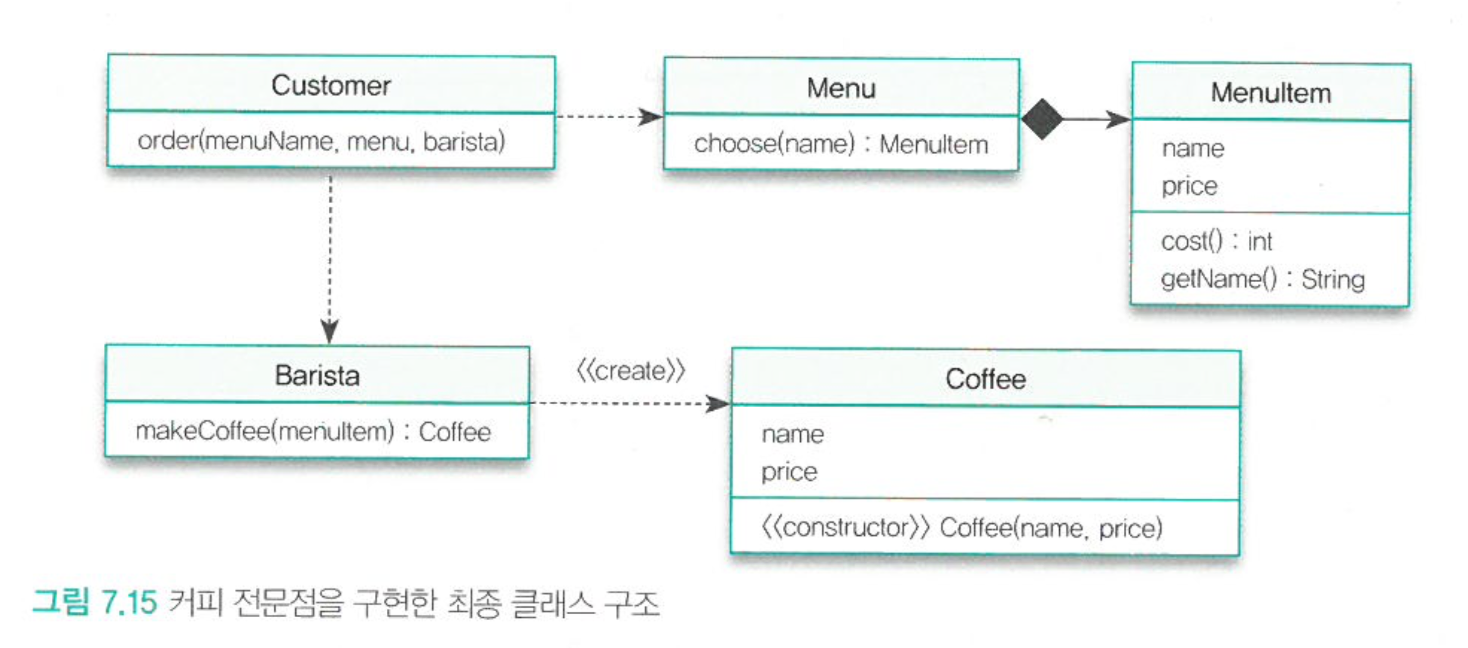 Customer
order(menuName, menu, barista)
Menu
choose(name) : MenuItem
MenuItem
name
price
cost() : int
getName() : String
Barista
makeCoffee(menuItem) : Coffee
《create》
Coffee
name
price
《constructor》 Coffee(name, price)
그림 7.15 커피 전문점을 구현한 최종 클래스 구조